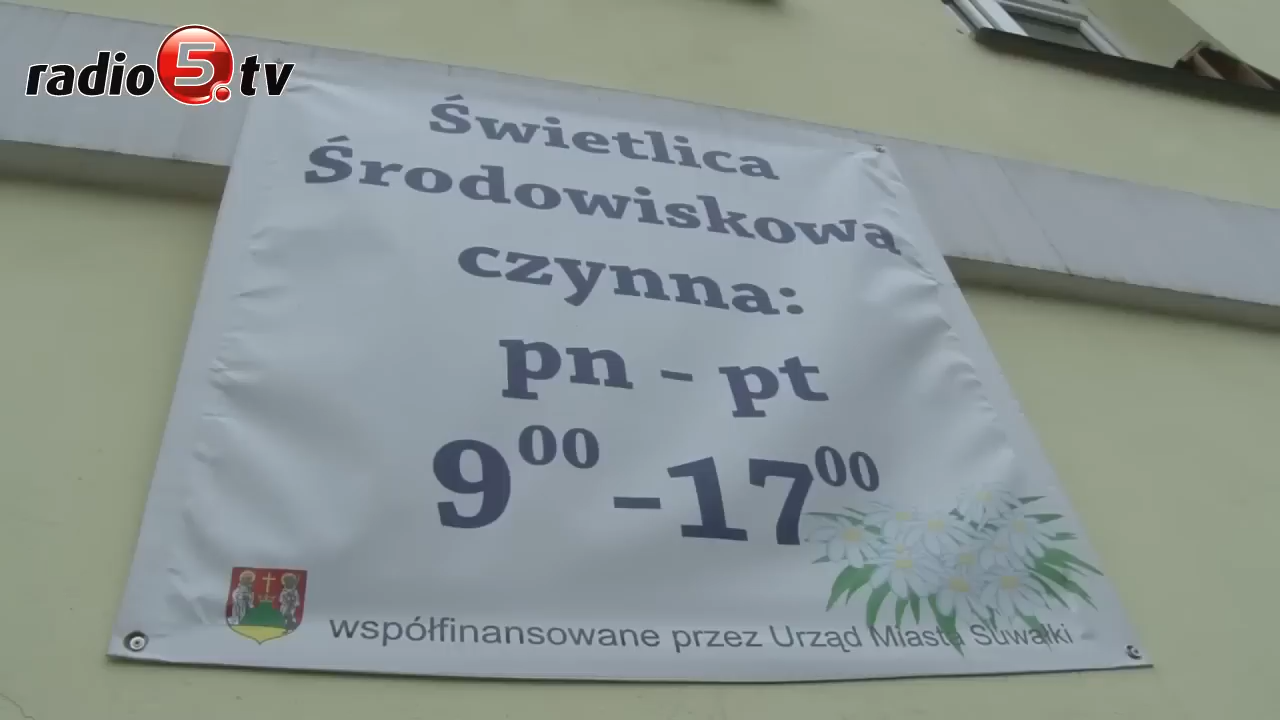 radio5.tv
Świetlica
Środowiskowa
czynna:
pn - pt
9⁰⁰-17⁰⁰
współfinansowane przez Urząd Miasta Suwałki